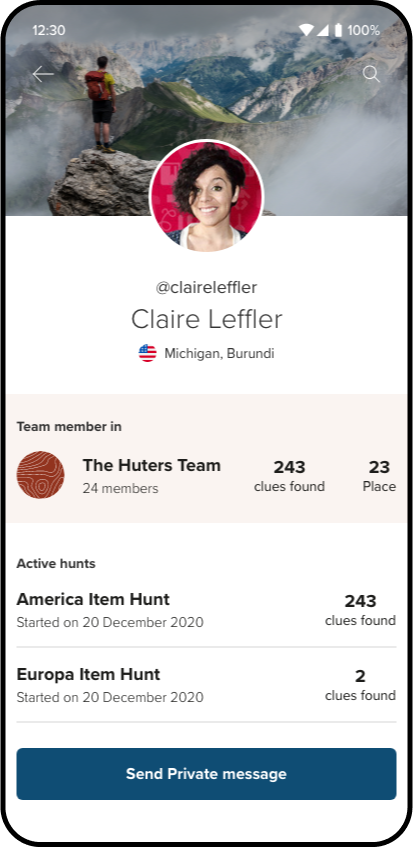 12:30 100%
@claireleffler
Claire Leffler
Michigan, Burundi
Team member in
The Huters Team 243 23
24 members clues found Place
Active hunts
America Item Hunt 243
Started on 20 December 2020 clues found
Europa Item Hunt 2
Started on 20 December 2020 clues found
Send Private message